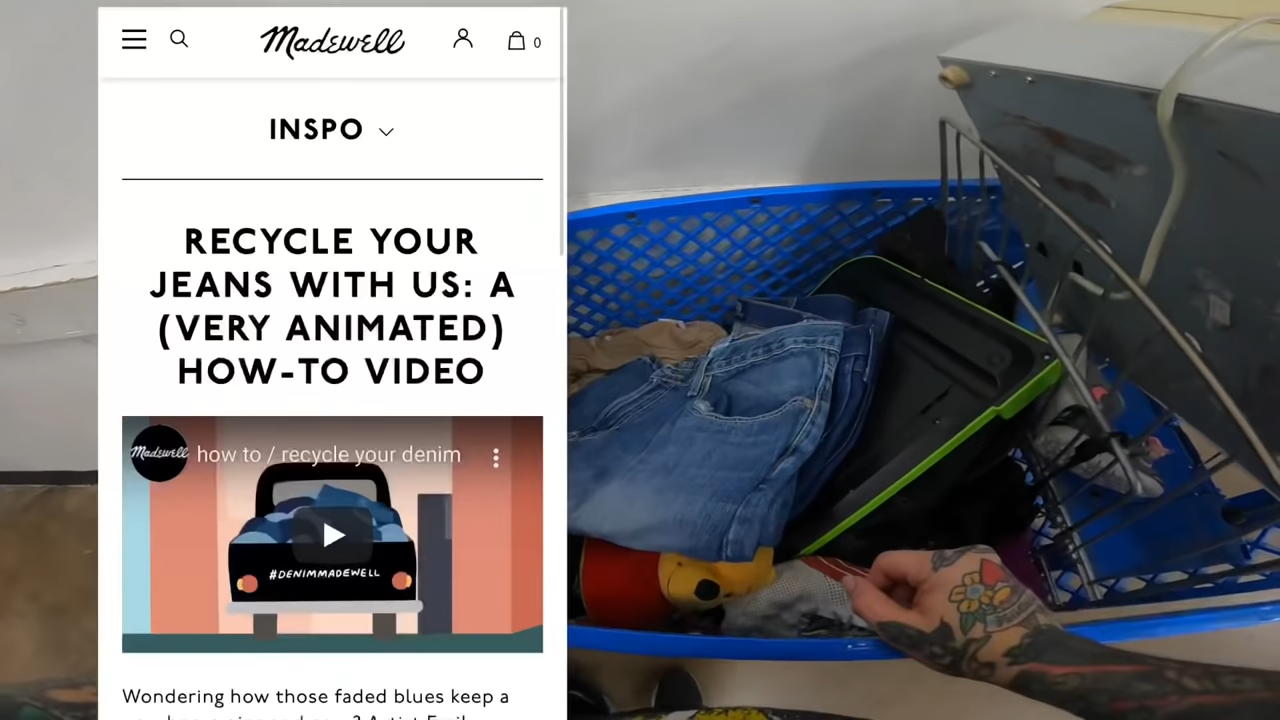 Madewell
0
INSPO
RECYCLE YOUR
JEANS WITH US: A
(VERY ANIMATED)
HOW-TO VIDEO
Madewell
how to / recycle your denim
#DENIMMADEWELL
Wondering how those faded blues keep a